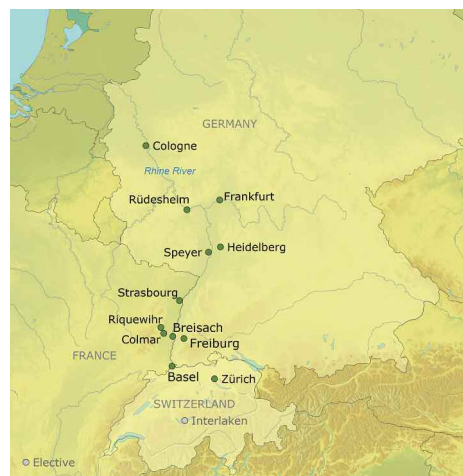 GERMANY
Cologne
Rhine River
Rüdesheim
Frankfurt
Speyer
Heidelberg
Strasbourg
Riquewihr
Breisach
Colmar
Freiburg
FRANCE
Basel
Zürich
SWITZERLAND
Interlaken
Elective